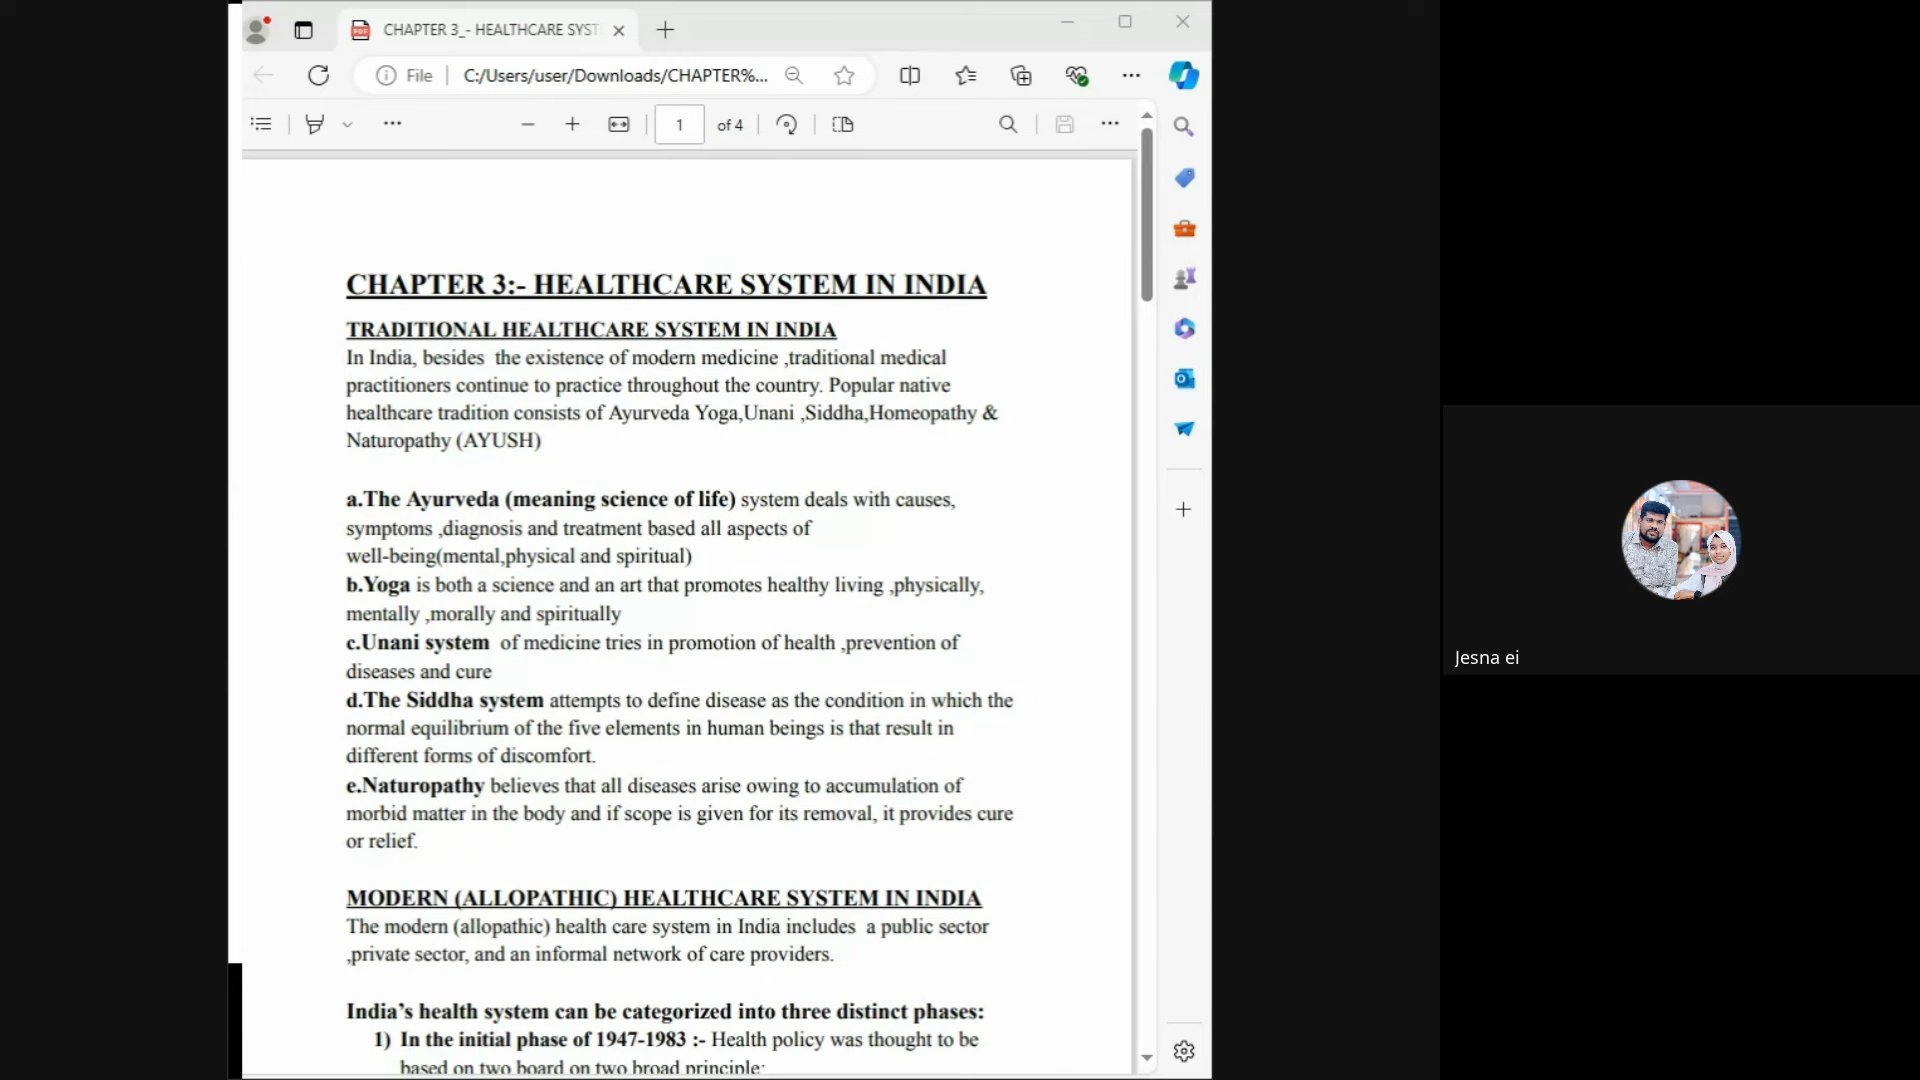 CHAPTER 3_- HEALTHCARE SYST
File
C:/Users/user/Downloads/CHAPTER%...
1
of 4
CHAPTER 3:- HEALTHCARE SYSTEM IN INDIA
TRADITIONAL HEALTHCARE SYSTEM IN INDIA
In India, besides the existence of modern medicine ,traditional medical
practitioners continue to practice throughout the country. Popular native
healthcare tradition consists of Ayurveda Yoga,Unani ,Siddha,Homeopathy &
Naturopathy (AYUSH)
a.The Ayurveda (meaning science of life) system deals with causes,
symptoms ,diagnosis and treatment based all aspects of
well-being(mental,physical and spiritual)
b.Yoga is both a science and an art that promotes healthy living ,physically,
mentally ,morally and spiritually
c.Unani system of medicine tries in promotion of health ,prevention of
diseases and cure
d.The Siddha system attempts to define disease as the condition in which the
normal equilibrium of the five elements in human beings is that result in
different forms of discomfort.
e.Naturopathy believes that all diseases arise owing to accumulation of
morbid matter in the body and if scope is given for its removal, it provides cure
or relief.
MODERN (ALLOPATHIC) HEALTHCARE SYSTEM IN INDIA
The modern (allopathic) health care system in India includes a public sector
,private sector, and an informal network of care providers.
India’s health system can be categorized into three distinct phases:
1) In the initial phase of 1947-1983 :- Health policy was thought to be
based on two board on two broad principle:
Jesna ei